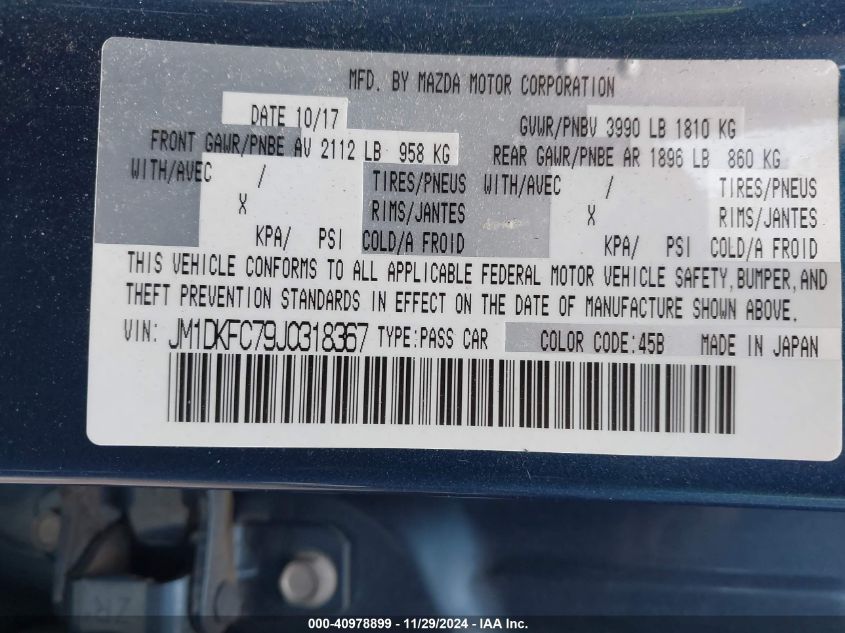 MFD. BY MAZDA MOTOR CORPORATION
DATE 10/17 GVWR/PNBV 3990 LB 1810 KG
FRONT GAWR/PNBE AV 2112 LB 958 KG REAR GAWR/PNBE AR 1896 LB 860 KG
WITH/AVEC / TIRES/PNEUS WITH/AVEC / TIRES/PNEUS
X RIMS/JANTES X RIMS/JANTES
KPA/ PSI COLD/A FROID KPA/ PSI COLD/A FROID
THIS VEHICLE CONFORMS TO ALL APPLICABLE FEDERAL MOTOR VEHICLE SAFETY, BUMPER, AND
THEFT PREVENTION STANDARDS IN EFFECT ON THE DATE OF MANUFACTURE SHOWN ABOVE.
VIN: JM1DKFC79J0318367 TYPE:PASS CAR COLOR CODE:45B MADE IN JAPAN
ZR
000-40978899 - 11/29/2024 - IAA Inc.